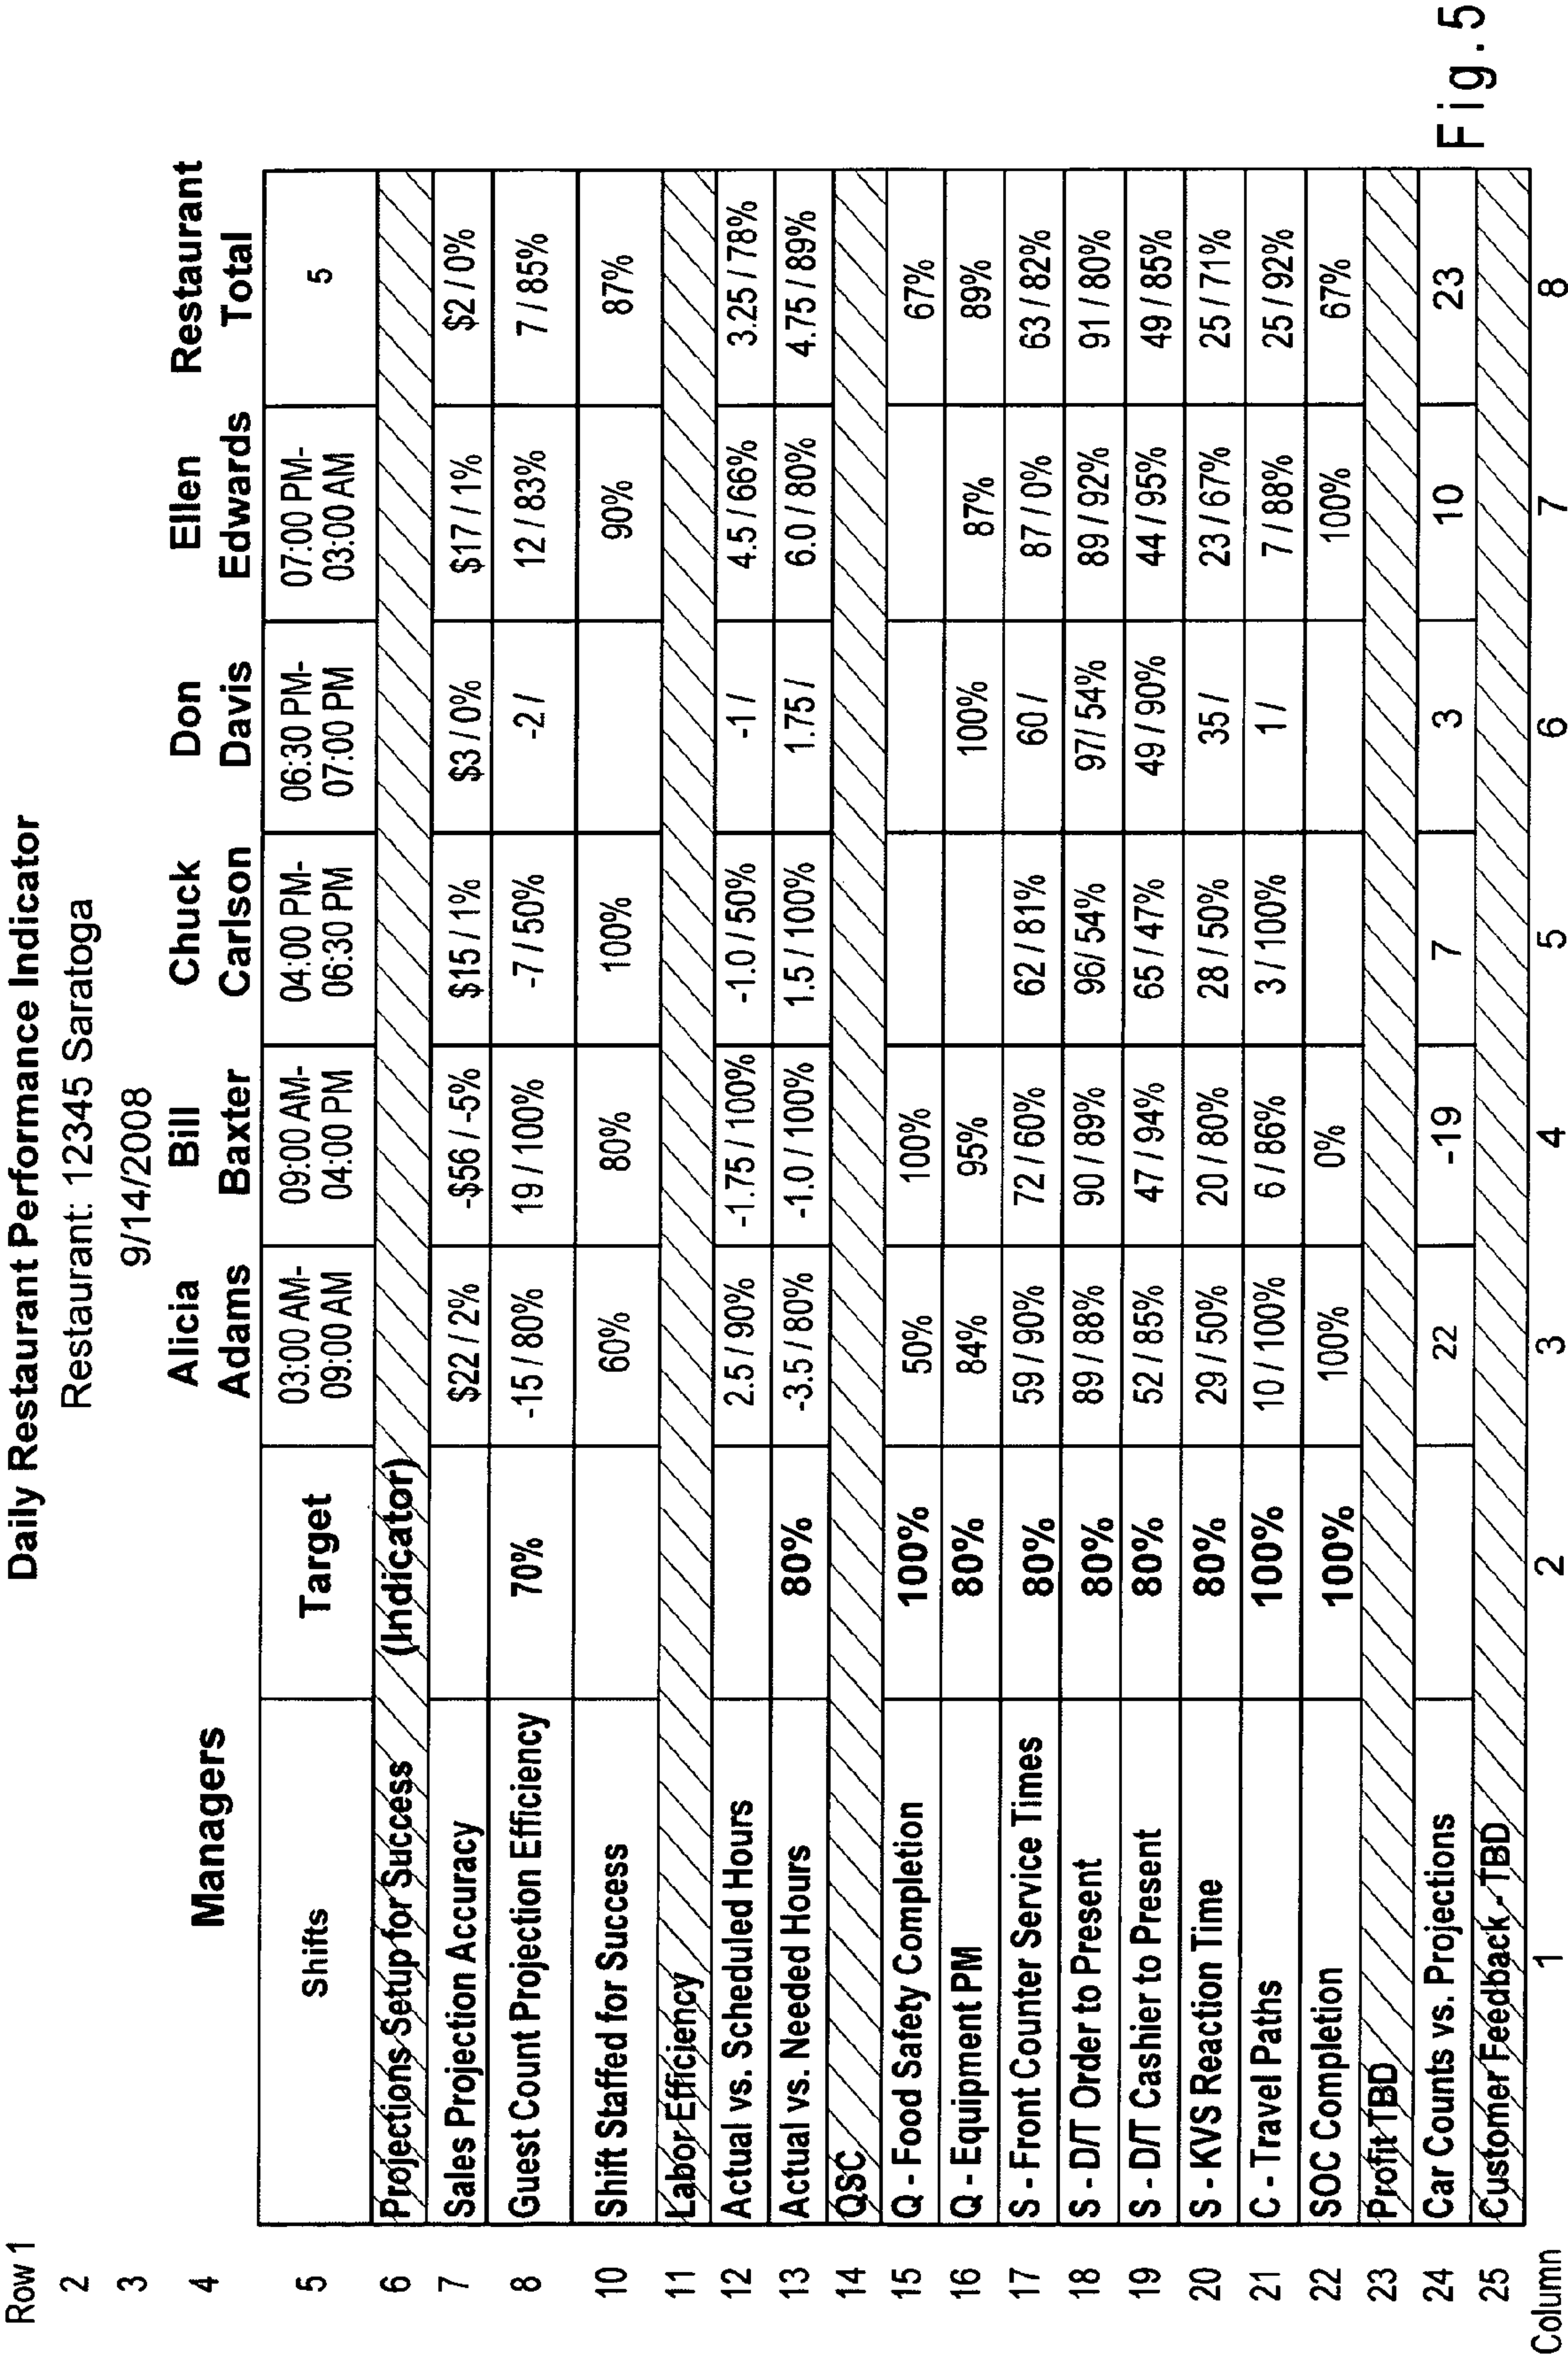 Daily Restaurant Performance Indicator
Restaurant: 12345 Saratoga
9/14/2008
Row 1
2
3
4 Managers Alicia Adams Bill Baxter Chuck Carlson Don Davis Ellen Edwards Restaurant Total
5 Shifts Target 03:00 AM-09:00 AM 09:00 AM-04:00 PM 04:00 PM-06:30 PM 06:30 PM-07:00 PM 07:00 PM-03:00 AM 5
6 Projections-Setup for Success (Indicator)
7 Sales Projection Accuracy $22 / 2% -$56 / -5% $15 / 1% $3 / 0% $17 / 1% $2 / 0%
8 Guest Count Projection Efficiency 70% -15 / 80% 19 / 100% -7 / 50% -2 / 12 / 83% 7 / 85%
10 Shift Staffed for Success 60% 80% 100% 90% 87%
11 Labor Efficiency
12 Actual vs. Scheduled Hours 2.5 / 90% -1.75 / 100% -1.0 / 50% -1 / 4.5 / 66% 3.25 / 78%
13 Actual vs. Needed Hours 80% -3.5 / 80% -1.0 / 100% 1.5 / 100% 1.75 / 6.0 / 80% 4.75 / 89%
14 QSC
15 Q - Food Safety Completion 100% 50% 100% 67%
16 Q - Equipment PM 80% 84% 95% 100% 87% 89%
17 S - Front Counter Service Times 80% 59 / 90% 72 / 60% 62 / 81% 60 / 87 / 0% 63 / 82%
18 S - D/T Order to Present 80% 89 / 88% 90 / 89% 96/ 54% 97/ 54% 89 / 92% 91 / 80%
19 S - D/T Cashier to Present 80% 52 / 85% 47 / 94% 65 / 47% 49 / 90% 44 / 95% 49 / 85%
20 S - KVS Reaction Time 80% 29 / 50% 20 / 80% 28 / 50% 35 / 23 / 67% 25 / 71%
21 C - Travel Paths 100% 10 / 100% 6 / 86% 3 / 100% 1 / 7 / 88% 25 / 92%
22 SOC Completion 100% 100% 0% 100% 67%
23 Profit TBD
24 Car Counts vs. Projections 22 -19 7 3 10 23
25 Customer Feedback - TBD
Column 1 2 3 4 5 6 7 8
Fig.5